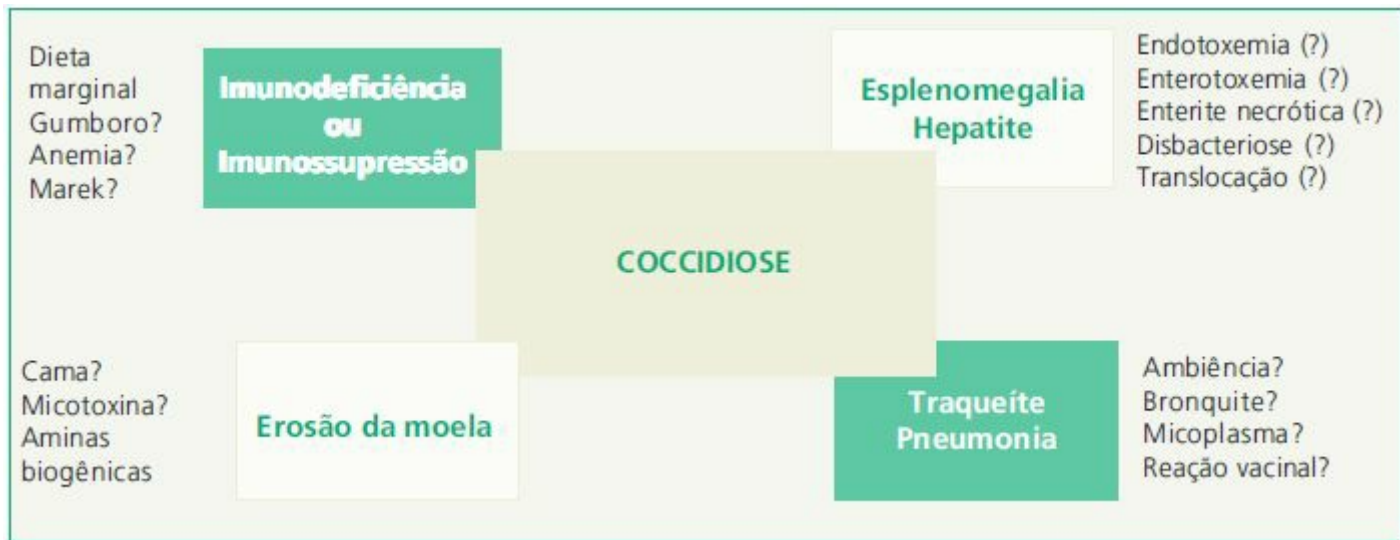 Dieta
marginal
Gumboro?
Anemia?
Marek?
Imunodeficiência
ou
Imunossupressão
Esplenomegalia
Hepatite
Endotoxemia (?)
Enterotoxemia (?)
Enterite necrótica (?)
Disbacteriose (?)
Translocação (?)
COCCIDIOSE
Cama?
Micotoxina?
Aminas
biogênicas
Erosão da moela
Traqueíte
Pneumonia
Ambiência?
Bronquite?
Micoplasma?
Reação vacinal?